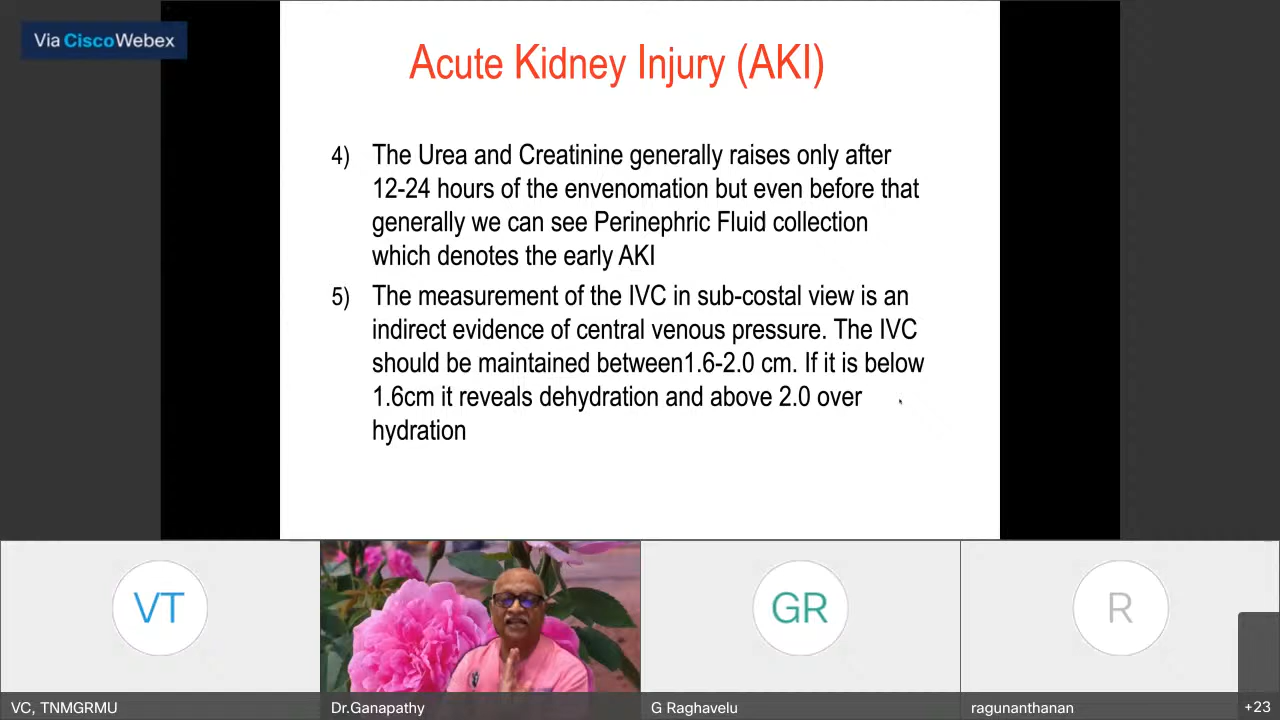 Via Cisco Webex
Acute Kidney Injury (AKI)
4) The Urea and Creatinine generally raises only after
12-24 hours of the envenomation but even before that
generally we can see Perinephric Fluid collection
which denotes the early AKI
5) The measurement of the IVC in sub-costal view is an
indirect evidence of central venous pressure. The IVC
should be maintained between1.6-2.0 cm. If it is below
1.6cm it reveals dehydration and above 2.0 over
hydration
VT
GR
R
VC, TNMGRMU
Dr.Ganapathy
G Raghavelu
ragunanthanan
+23